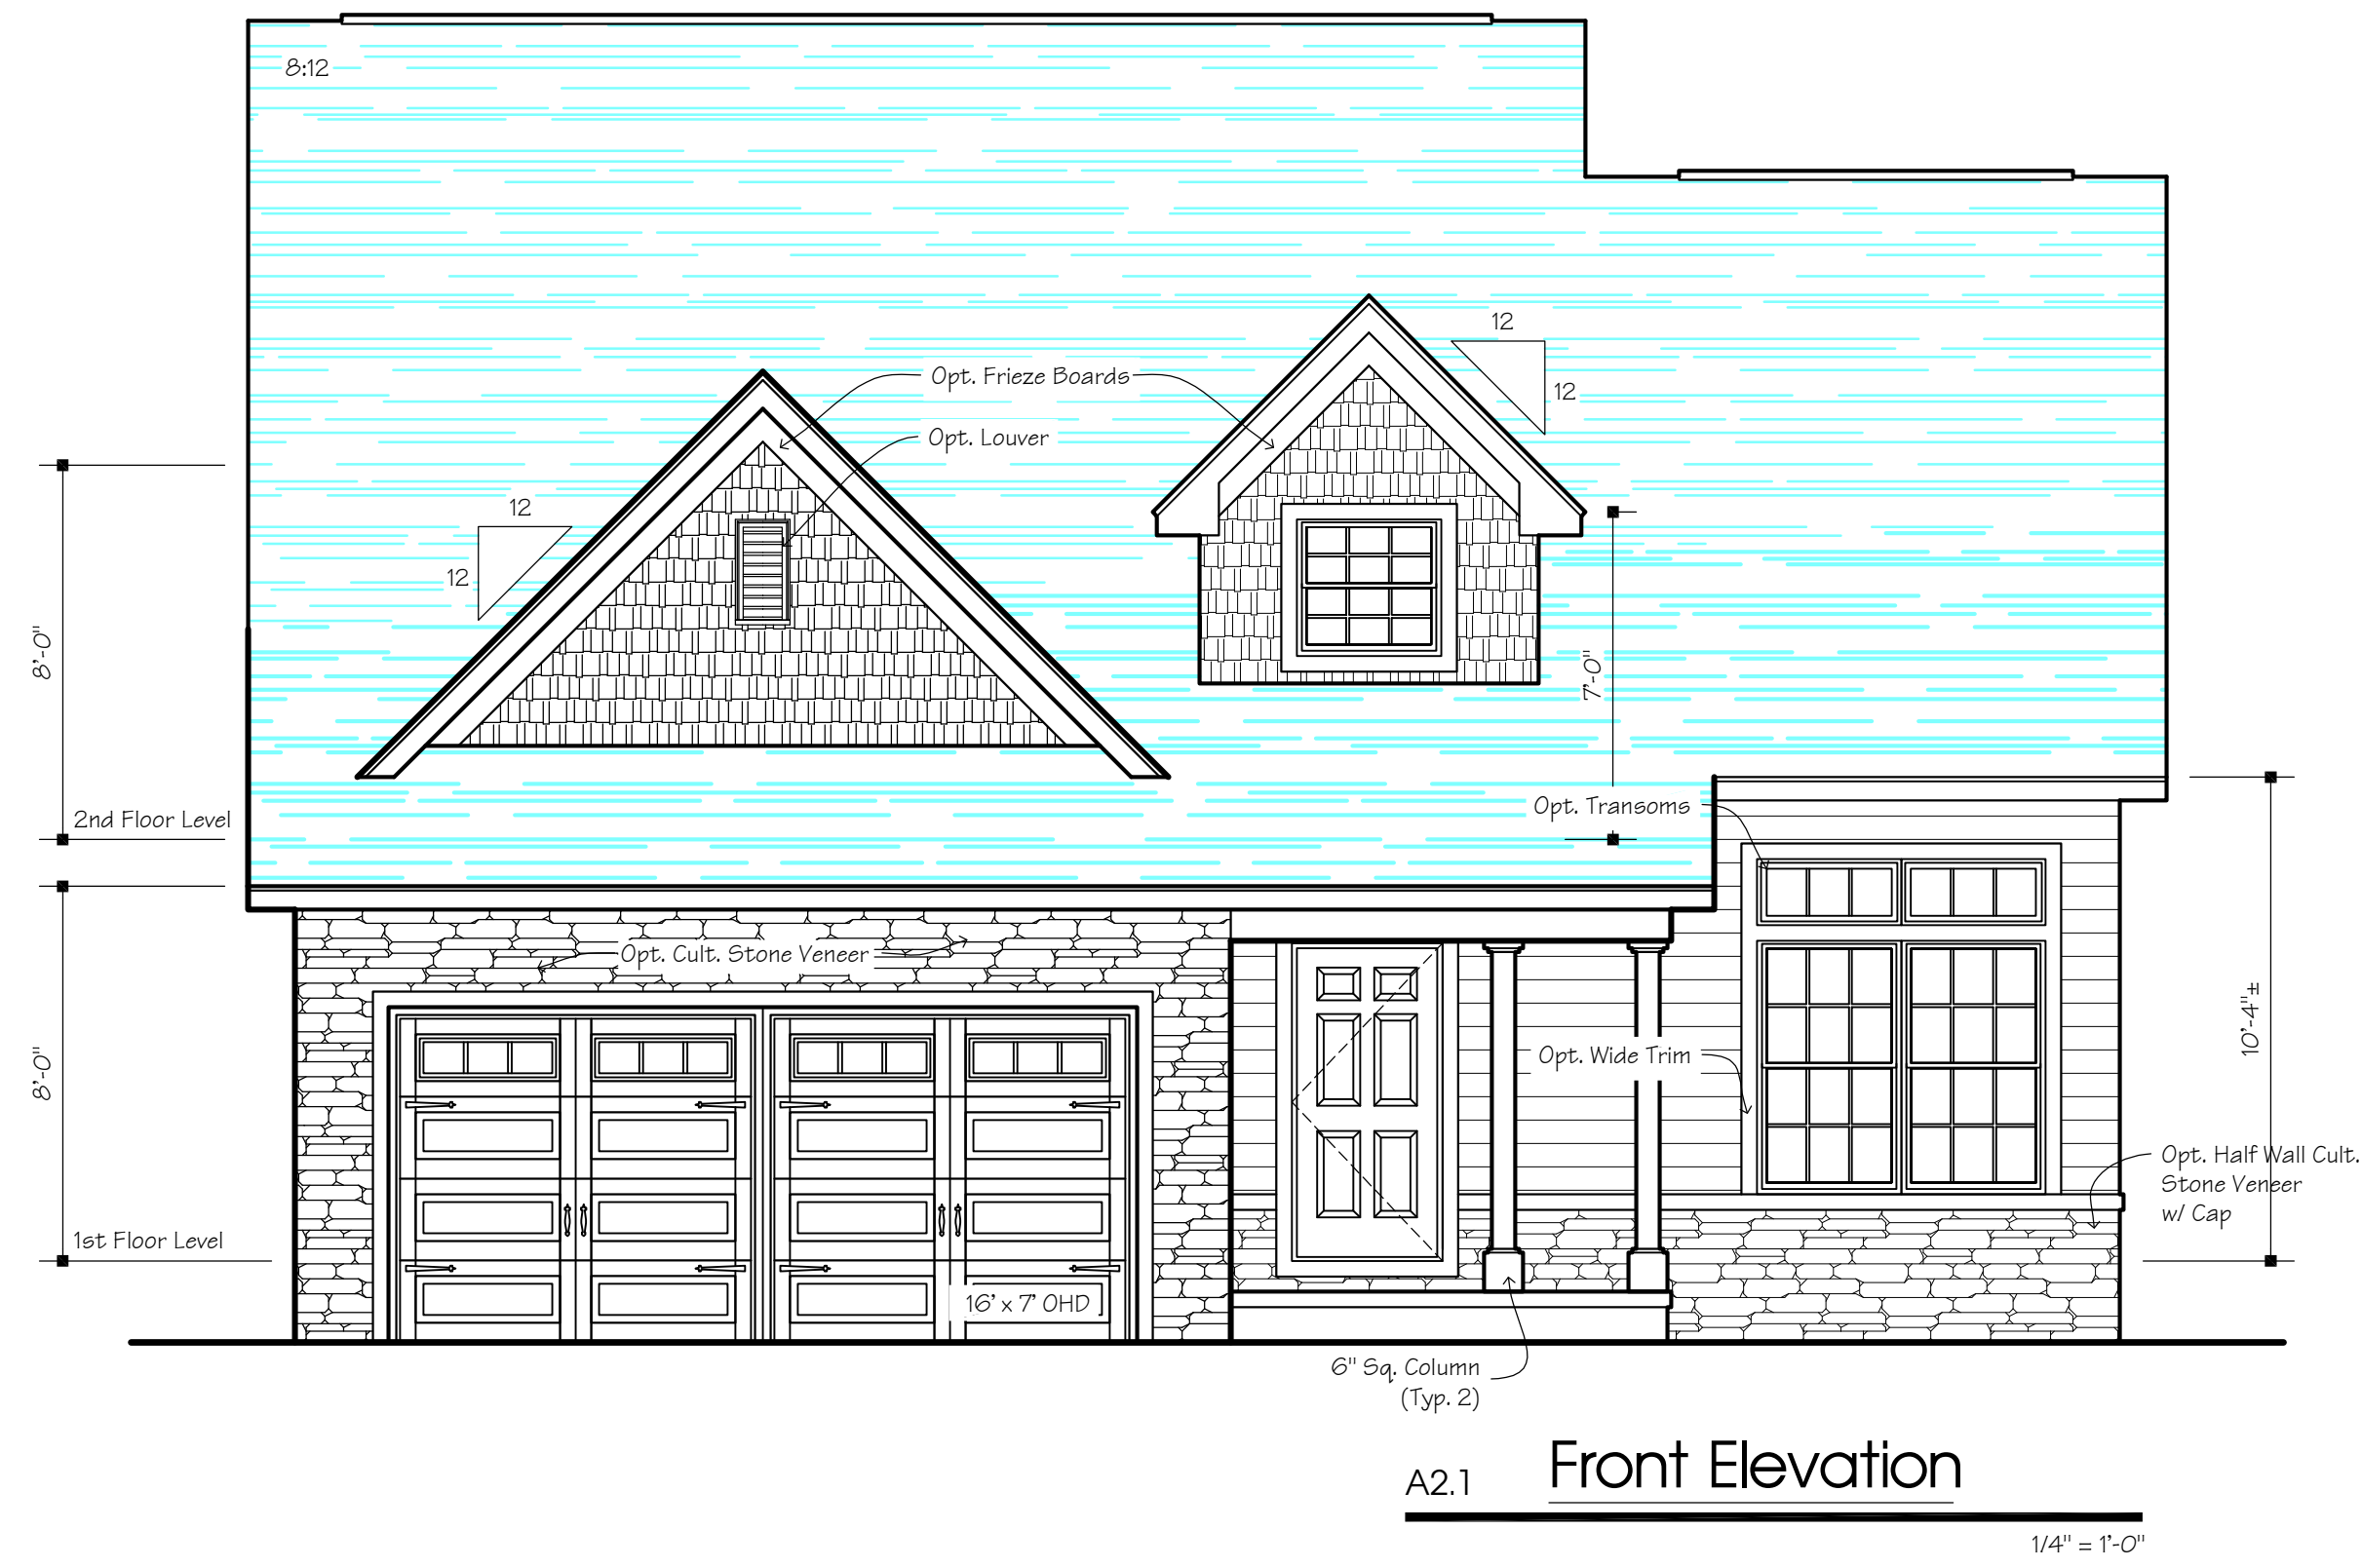 8:12
12
12
Opt. Frieze Boards
Opt. Louver
12
12
8'-0"
7'-0"
2nd Floor Level
Opt. Transoms
Opt. Cult. Stone Veneer
8'-0"
Opt. Wide Trim
10'-4"±
Opt. Half Wall Cult.
Stone Veneer
w/ Cap
1st Floor Level
16' x 7' OHD
6" Sq. Column
(Typ. 2)
A2.1 Front Elevation
1/4" = 1'-0"